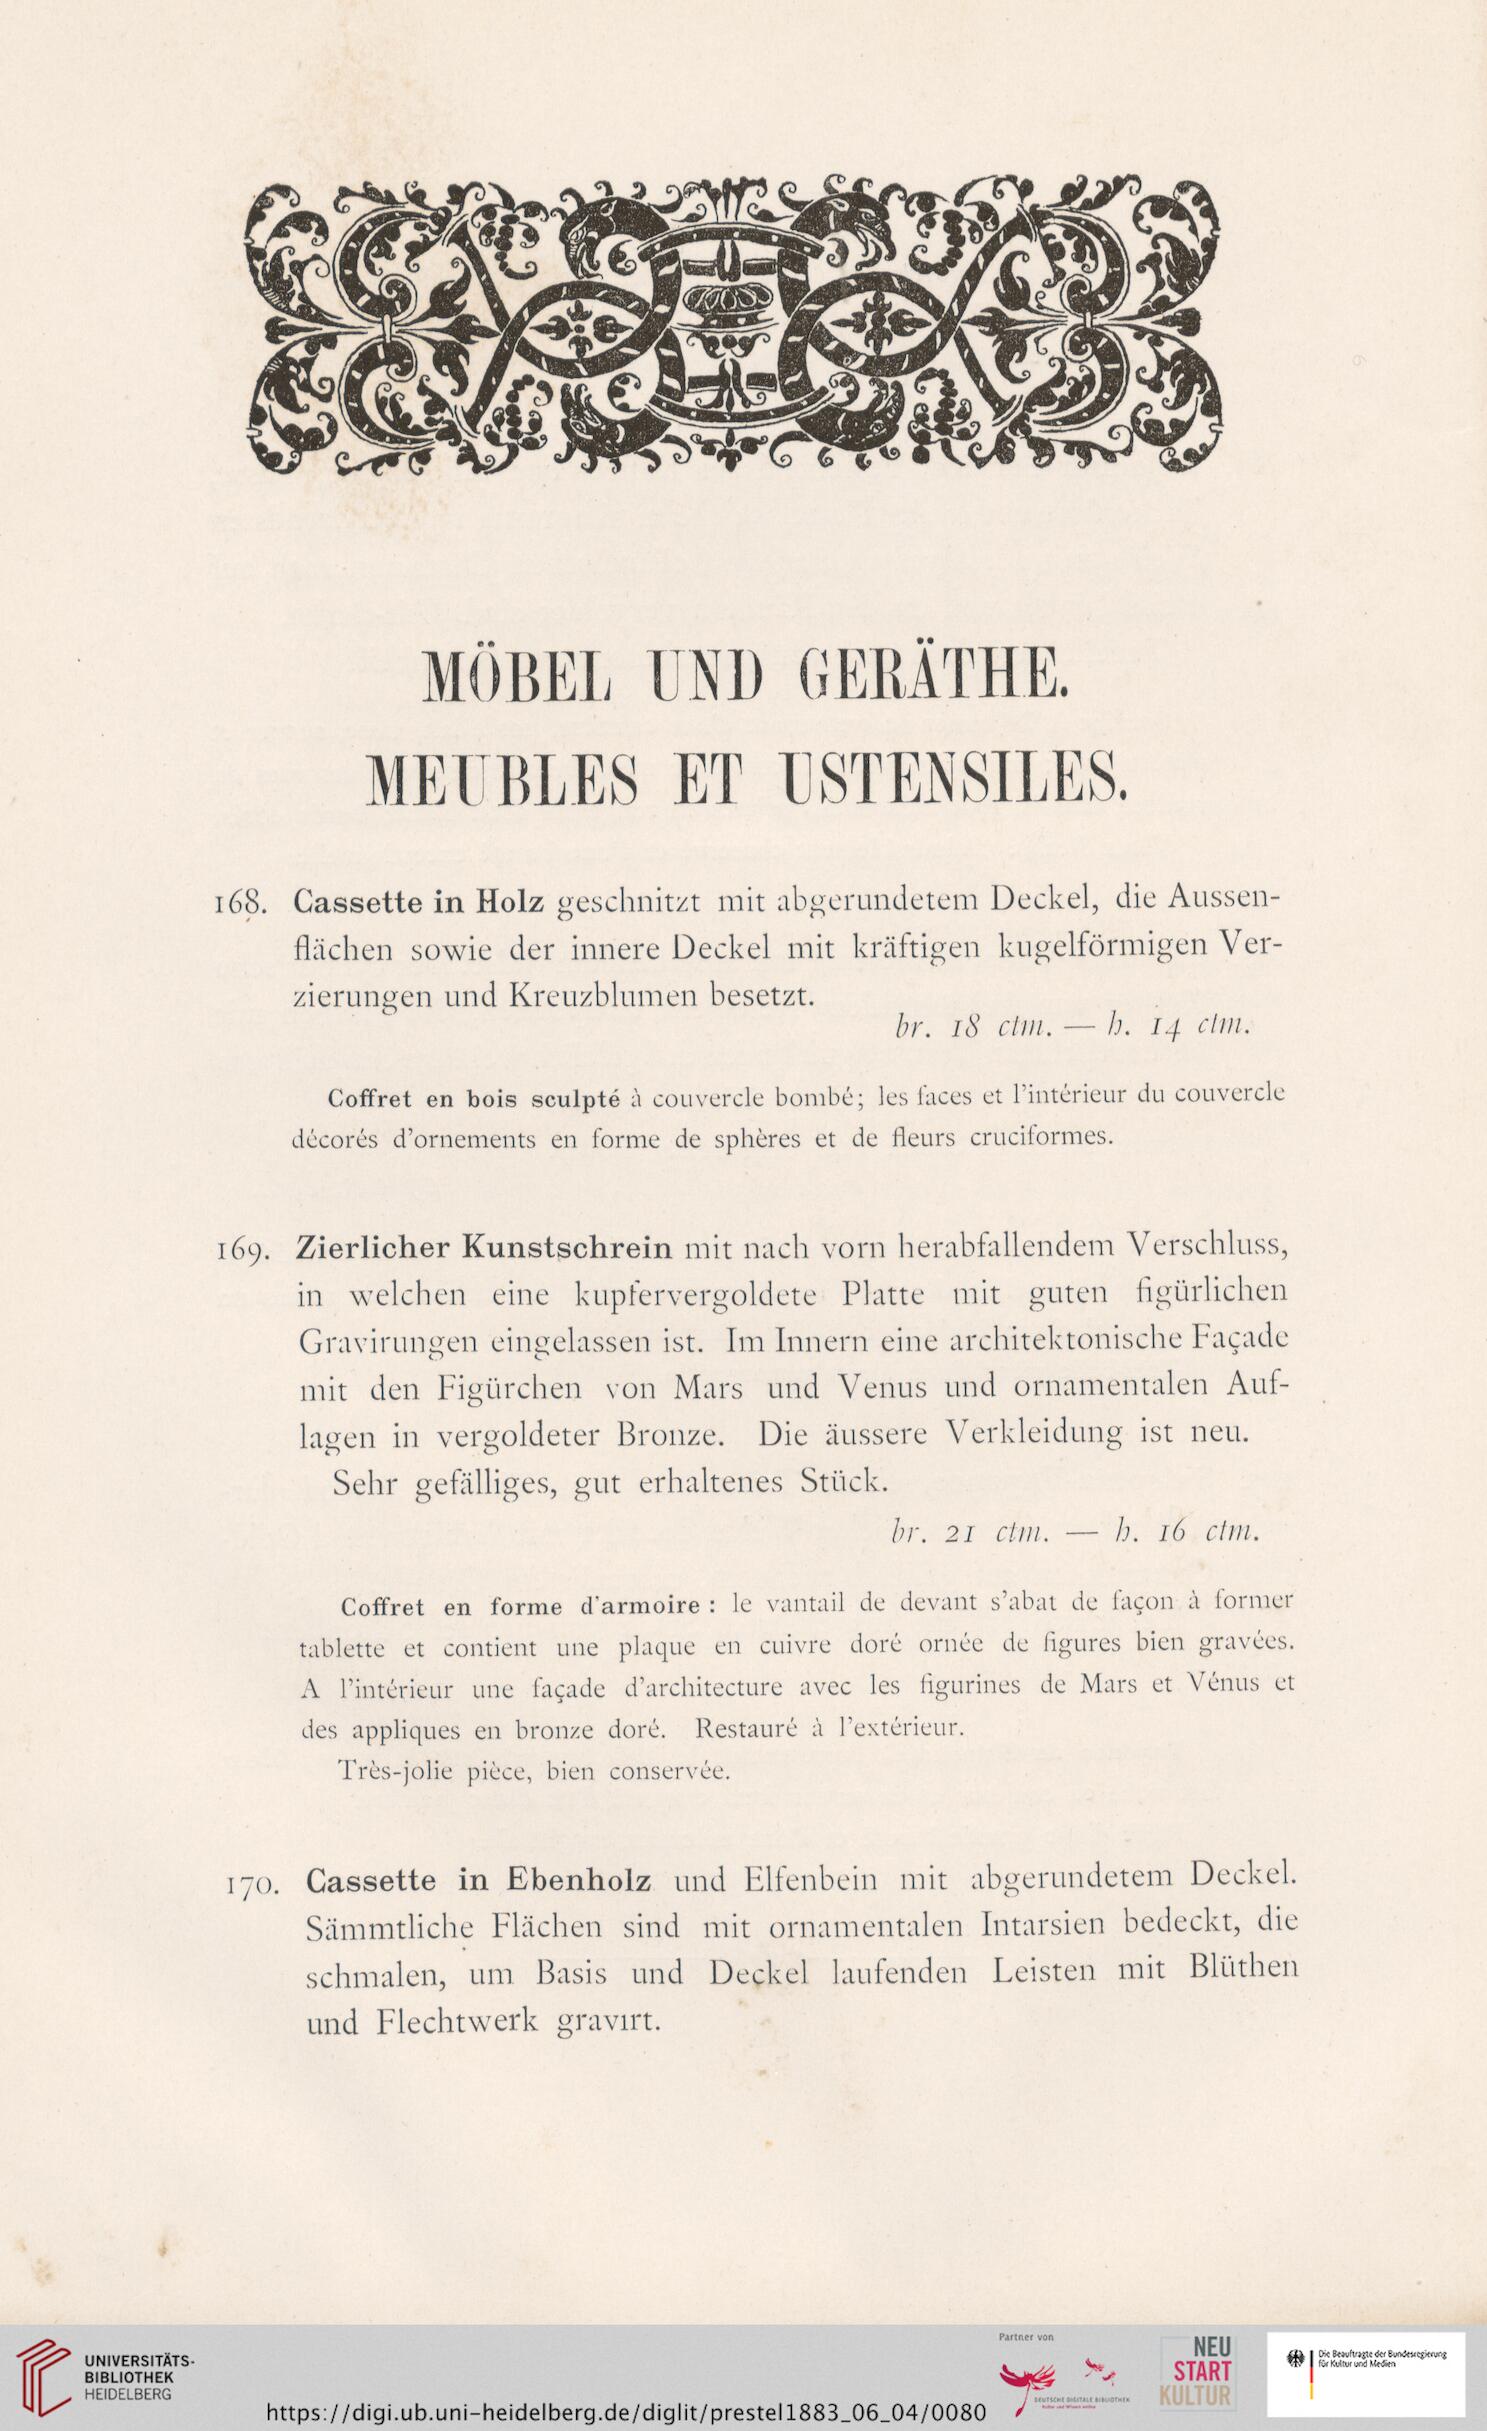 MÖBEL UND GERÄTHE.
MEUBLES ET USTENSILES.
168. Cassette in Holz geschnitzt mit abgerundetem Deckel, die Aussen-
flächen sowie der innere Deckel mit kräftigen kugelförmigen Ver-
zierungen und Kreuzblumen besetzt.
br. 18 ctm. — h. 14 ctm.
Coffret en bois sculpté à couvercle bombé; les faces et l'intérieur du couvercle
décorés d'ornements en forme de sphères et de fleurs cruciformes.
169. Zierlicher Kunstschrein mit nach vorn herabfallendem Verschluss,
in welchen eine kupfervergoldete Platte mit guten figürlichen
Gravirungen eingelassen ist. Im Innern eine architektonische Façade
mit den Figürchen von Mars und Venus und ornamentalen Auf-
lagen in vergoldeter Bronze. Die äussere Verkleidung ist neu.
Sehr gefälliges, gut erhaltenes Stück.
br. 21 ctm. — h. 16 ctm.
Coffret en forme d'armoire : le vantail de devant s'abat de façon à former
tablette et contient une plaque en cuivre doré ornée de figures bien gravées.
A l'intérieur une façade d'architecture avec les figurines de Mars et Vénus et
des appliques en bronze doré. Restauré à l'extérieur.
Très-jolie pièce, bien conservée.
170. Cassette in Ebenholz und Elfenbein mit abgerundetem Deckel.
Sämmtliche Flächen sind mit ornamentalen Intarsien bedeckt, die
schmalen, um Basis und Deckel laufenden Leisten mit Blüthen
und Flechtwerk gravirt.
UNIVERSITÄTS-
BIBLIOTHEK
HEIDELBERG
https://digi.ub.uni-heidelberg.de/diglit/prestel1883_06_04/0080
Partner von
DEUTSCHE DIGITALE BIBLIOTHEK
Kultur und Wissen online
NEU
START
KULTUR
Die Beauftragte der Bundesregierung
für Kultur und Medien